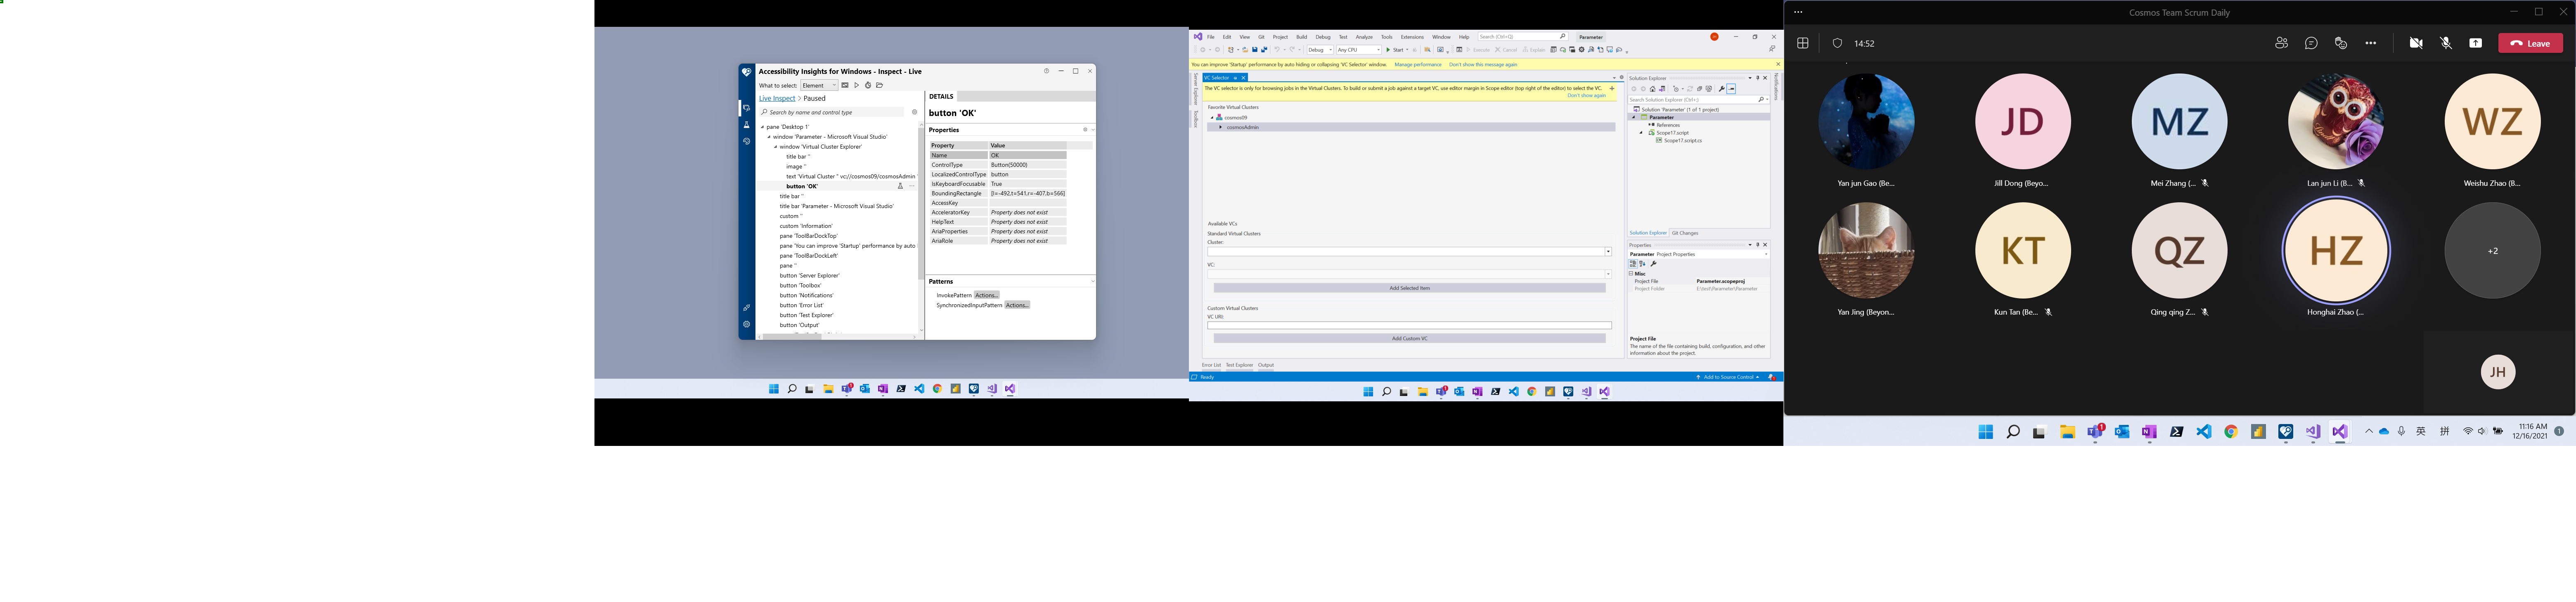 Accessibility Insights for Windows - Inspect - Live
What to select: Element
Live Inspect > Paused
Search by name and control type
pane 'Desktop 1'
window 'Parameter - Microsoft Visual Studio'
window 'Virtual Cluster Explorer'
title bar ''
image ''
text 'Virtual Cluster " vc://cosmos09/cosmosAdmin
button 'OK'
title bar ''
title bar 'Parameter - Microsoft Visual Studio'
custom ''
custom 'Information'
pane 'ToolBarDockTop'
pane 'You can improve 'Startup' performance by auto
pane 'ToolBarDockLeft'
pane ''
button 'Server Explorer'
button 'Toolbox'
button 'Notifications'
button 'Error List'
button 'Test Explorer'
button 'Output'
DETAILS
button 'OK'
Properties
Property Value
Name OK
ControlType Button(50000)
LocalizedControlType button
IsKeyboardFocusable True
BoundingRectangle [l=-492,t=541,r=-407,b=566]
AccessKey
AcceleratorKey Property does not exist
HelpText Property does not exist
AriaProperties Property does not exist
AriaRole Property does not exist
Patterns
InvokePattern Actions...
SynchronizedInputPattern Actions...
File Edit View Git Project Build Debug Test Analyze Tools Extensions Window Help Search (Ctrl+Q) Parameter
Debug Any CPU Start Execute Cancel Explain
You can improve 'Startup' performance by auto hiding or collapsing 'VC Selector' window. Manage performance Don't show this message again
Server Explorer
Toolbox
VC Selector
The VC selector is only for browsing jobs in the Virtual Clusters. To build or submit a job against a target VC, use editor margin in Scope editor (top right of the editor) to select the VC.
Don't show again
Favorite Virtual Clusters
cosmos09
cosmosAdmin
Available VCs
Standard Virtual Clusters
Cluster:
VC:
Add Selected Item
Custom Virtual Clusters
VC URI:
Add Custom VC
Error List Test Explorer Output
Ready
Add to Source Control
Solution Explorer
Search Solution Explorer (Ctrl+;)
Solution 'Parameter' (1 of 1 project)
Parameter
References
Scope17.script
Scope17.script.cs
Solution Explorer Git Changes
Properties
Parameter Project Properties
Misc
Project File Parameter.scopeproj
Project Folder E:\test\Parameter\Parameter
Project File
The name of the file containing build, configuration, and other
information about the project.
Notifications
Cosmos Team Scrum Daily
14:52
Leave
JD MZ WZ
Yan jun Gao (Be... Jill Dong (Beyo... Mei Zhang (... Lan jun Li (B... Weishu Zhao (B...
KT QZ HZ +2
Yan Jing (Beyon... Kun Tan (Be... Qing qing Z... Honghai Zhao (...
JH
英 拼 11:16 AM
12/16/2021 1